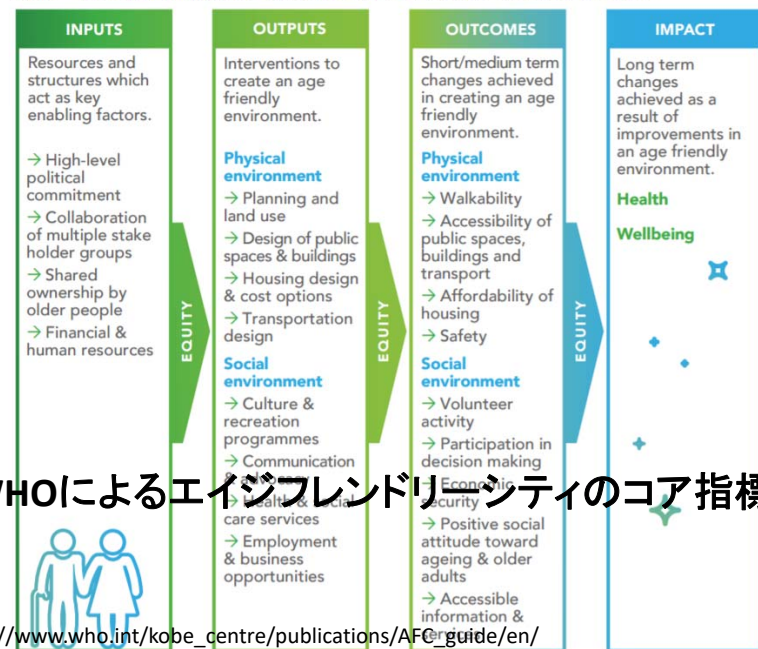 INPUTS
Resources and
structures which
act as key
enabling factors.
→ High-level
political
commitment
→ Collaboration
of multiple stake
holder groups
→ Shared
ownership by
older people
→ Financial &
human resources
EQUITY
OUTPUTS
Interventions to
create an age
friendly
environment.
Physical
environment
→ Planning and
land use
→ Design of public
spaces & buildings
→ Housing design
& cost options
→ Transportation
design
Social
environment
→ Culture &
recreation
programmes
→ Communication
&
→ Health & social
care services
→ Employment
& business
opportunities
EQUITY
OUTCOMES
Short/medium term
changes achieved
in creating an age
friendly
environment.
Physical
environment
→ Walkability
→ Accessibility of
public spaces,
buildings and
transport
→ Affordability of
housing
→ Safety
Social
environment
→ Volunteer
activity
→ Participation in
decision making
→ Economic
security
→ Positive social
attitude toward
ageing & older
adults
→ Accessible
information &
services
EQUITY
IMPACT
Long term
changes
achieved as a
result of
improvements in
an age friendly
environment.
Health
Wellbeing
WHOによるエイジフレンドリーシティのコア指標
//www.who.int/kobe_centre/publications/AFC_guide/en/